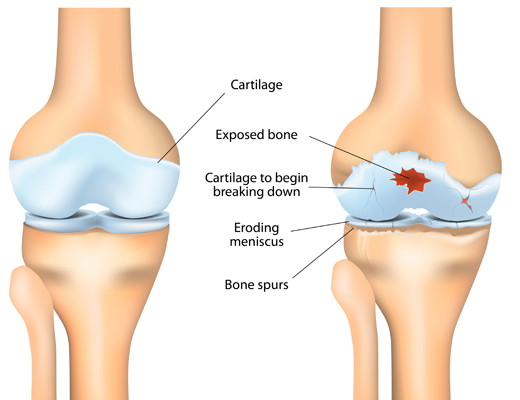 Cartilage
Exposed bone
Cartilage to begin
breaking down
Eroding
meniscus
Bone spurs